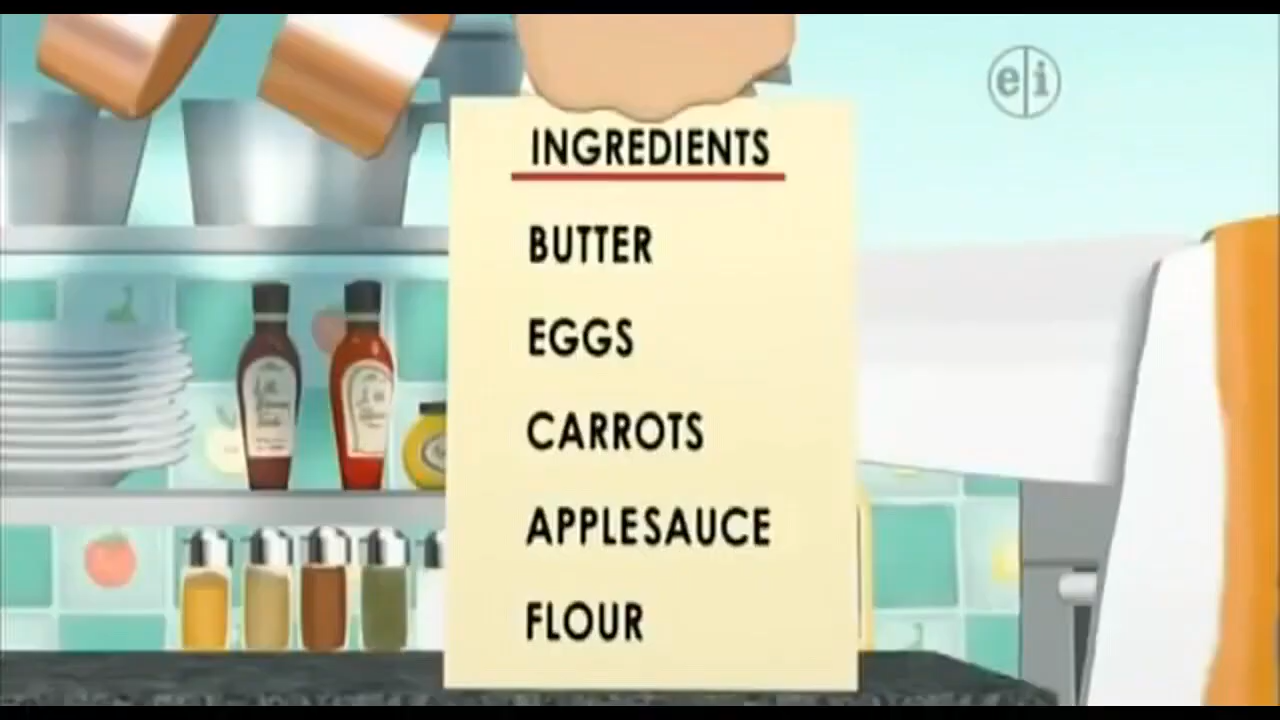 e|i
INGREDIENTS
BUTTER
EGGS
CARROTS
APPLESAUCE
FLOUR